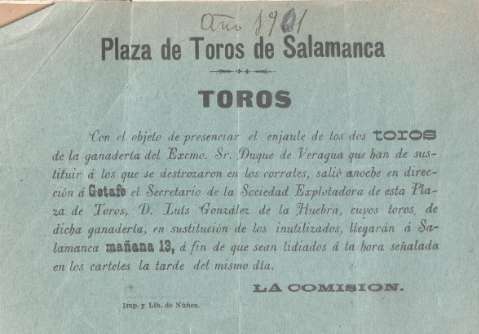 Año 1901
Plaza de Toros de Salamanca
TOROS
Con el objeto de presenciar el enjaule de los dos TOROS
de la ganadería del Excmo. Sr. Duque de Veragua que han de sus-
tituir á los que se destrozaron en los corrales, salió anoche en direc-
ción á Getafe el Secretario de la Sociedad Explotadora de esta Pla-
za de Toros, D. Luis González de la Huebra, cuyos toros, de
dicha ganadería, en sustitución de los inutilizados, llegarán á Sa-
lamanca mañana 13, á fin de que sean lidiados á la hora señalada
en los carteles la tarde del mismo día.
LA COMISION.
Imp. y Lib. de Núñez.